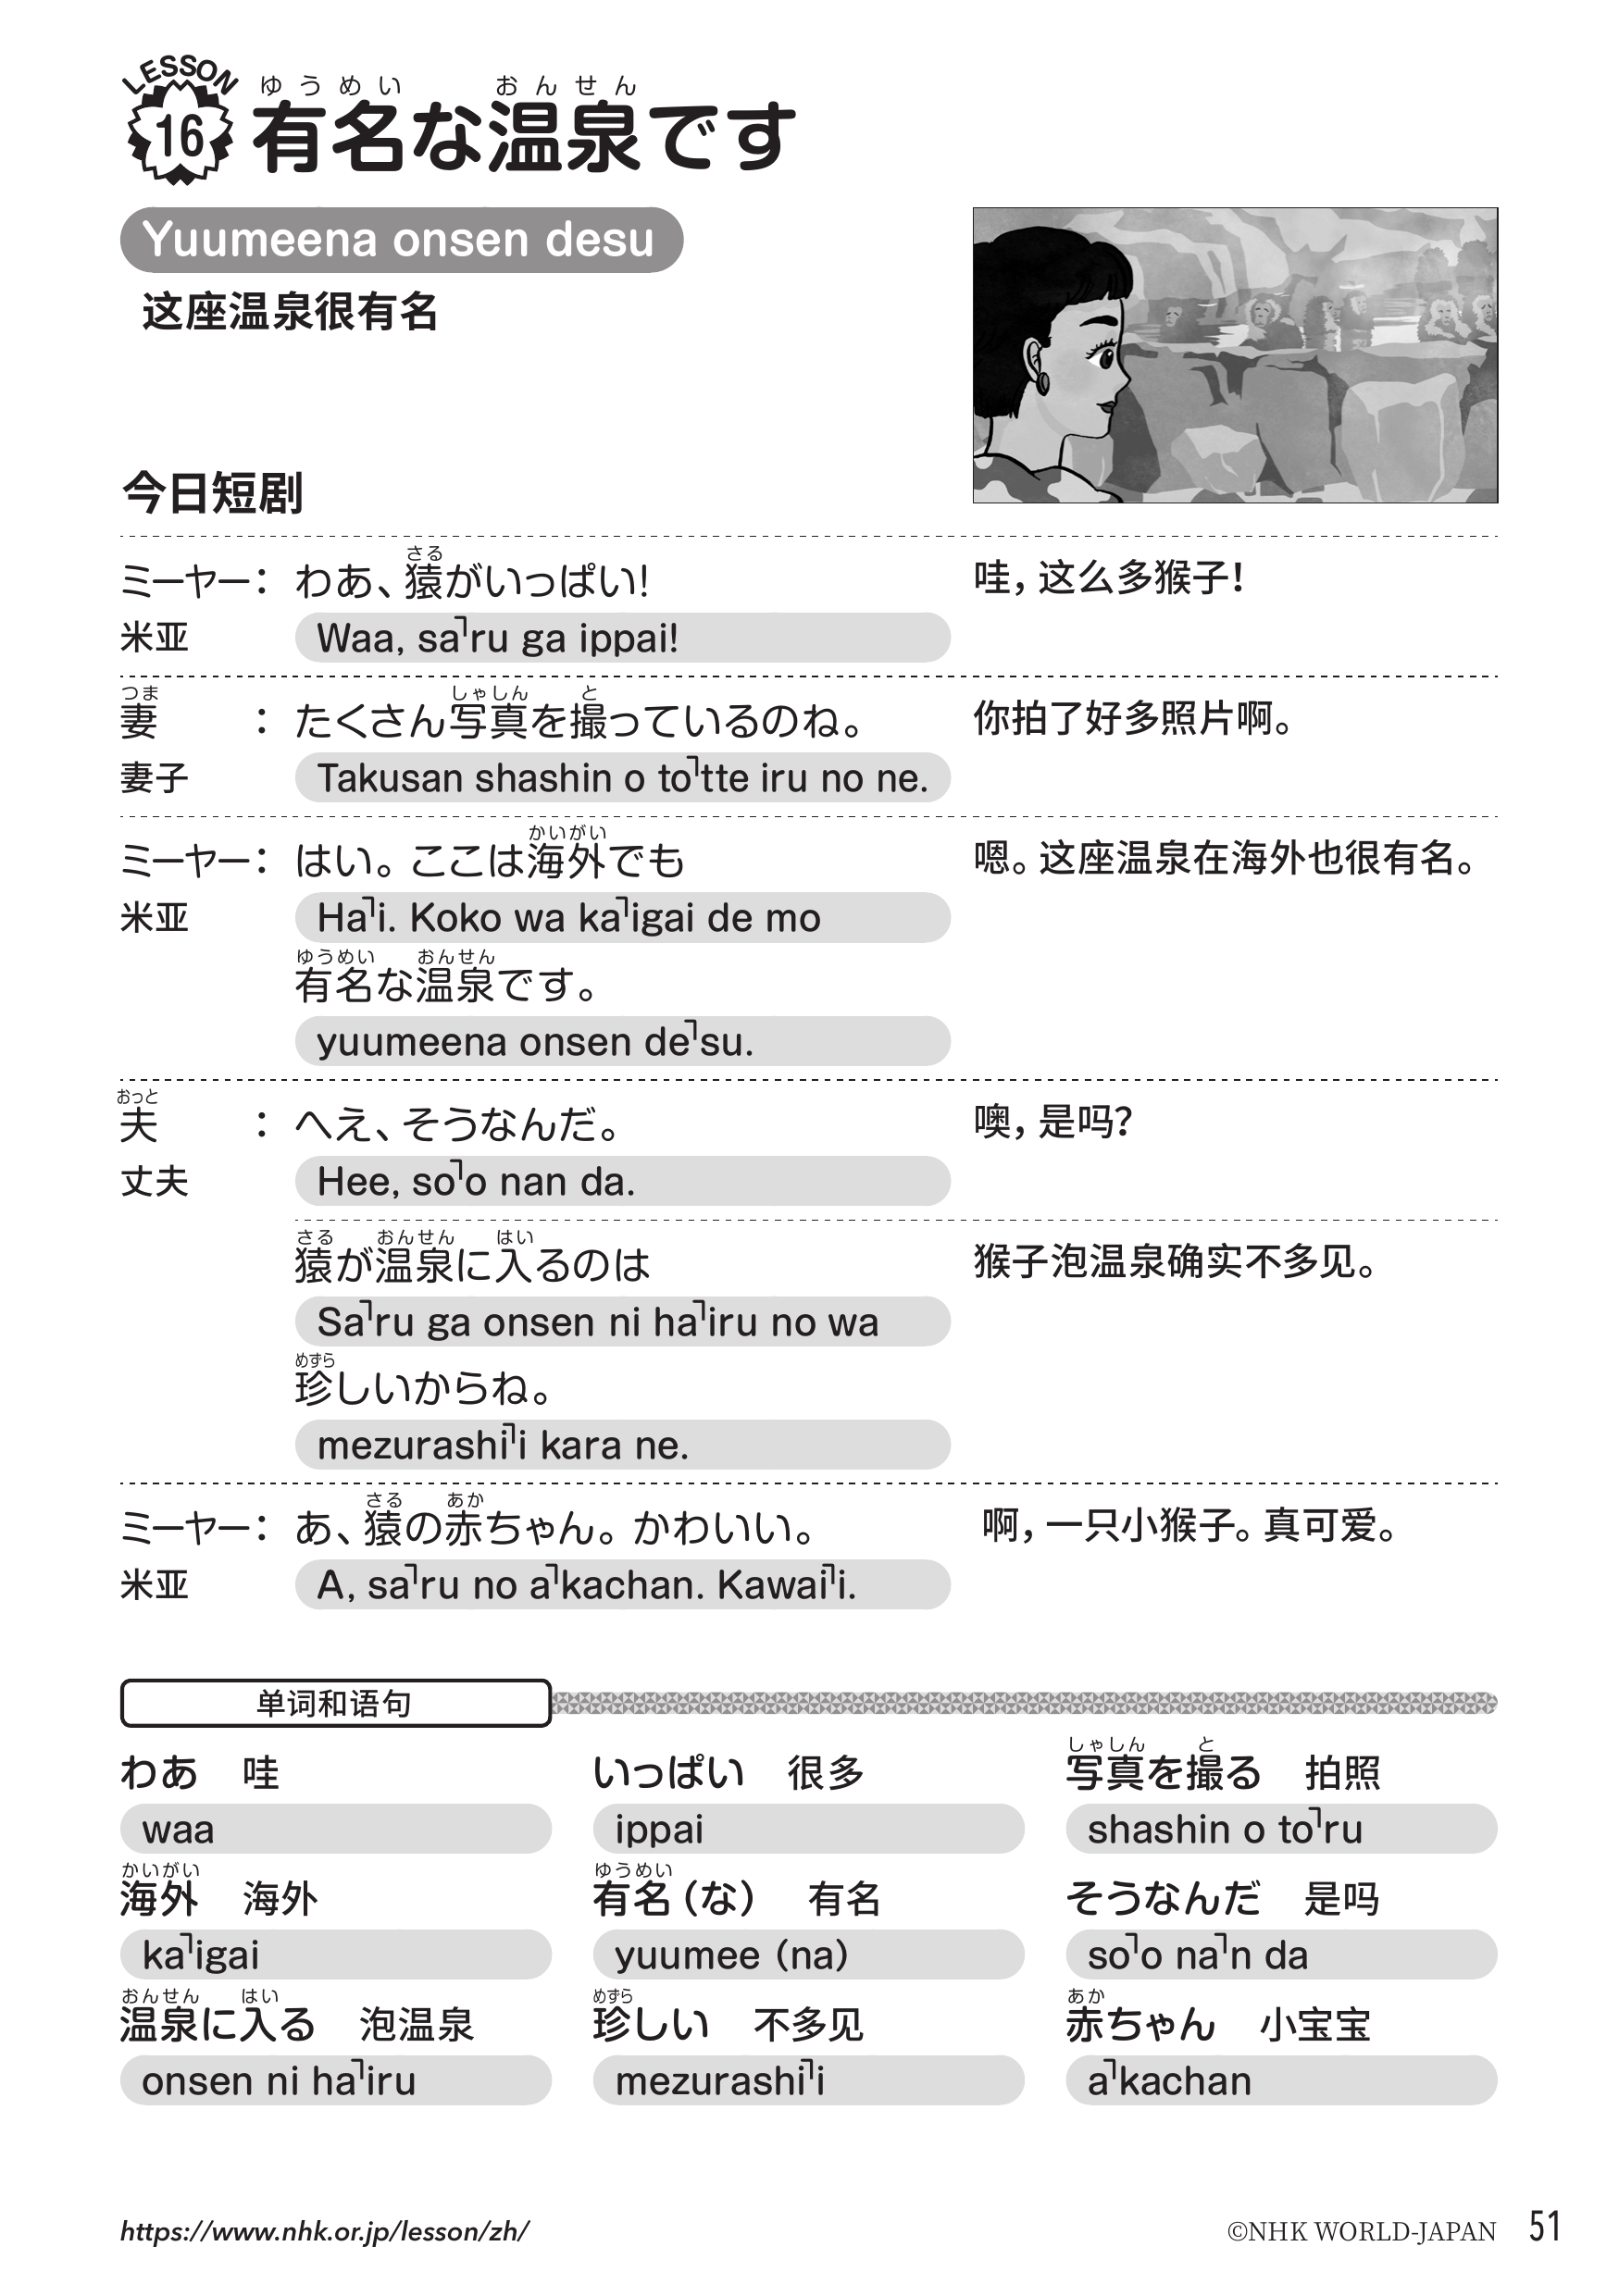 LESSON
16
ゆうめい おんせん
有名な温泉です
Yuumeena onsen desu
这座温泉很有名
今日短剧
さる
ミーヤー： わあ、猿がいっぱい！ 哇，这么多猴子！
米亚 Waa, sa˥ru ga ippai!
つま しゃしん と
妻 ： たくさん写真を撮っているのね。 你拍了好多照片啊。
妻子 Takusan shashin o to˥tte iru no ne.
かいがい
ミーヤー： はい。ここは海外でも 嗯。这座温泉在海外也很有名。
米亚 Ha˥i. Koko wa ka˥igai de mo
ゆうめい おんせん
有名な温泉です。
yuumeena onsen de˥su.
おっと
夫 ： へえ、そうなんだ。 噢，是吗？
丈夫 Hee, so˥o nan da.
さる おんせん はい
猿が温泉に入るのは 猴子泡温泉确实不多见。
Sa˥ru ga onsen ni ha˥iru no wa
めずら
珍しいからね。
mezurashi˥i kara ne.
さる あか
ミーヤー： あ、猿の赤ちゃん。かわいい。 啊，一只小猴子。真可爱。
米亚 A, sa˥ru no a˥kachan. Kawai˥i.
单词和语句
しゃしん と
わあ 哇 いっぱい 很多 写真を撮る 拍照
waa ippai shashin o to˥ru
かいがい ゆうめい
海外 海外 有名（な） 有名 そうなんだ 是吗
ka˥igai yuumee (na) so˥o na˥n da
おんせん はい めずら あか
温泉に入る 泡温泉 珍しい 不多见 赤ちゃん 小宝宝
onsen ni ha˥iru mezurashi˥i a˥kachan
https://www.nhk.or.jp/lesson/zh/ ©NHK WORLD-JAPAN 51